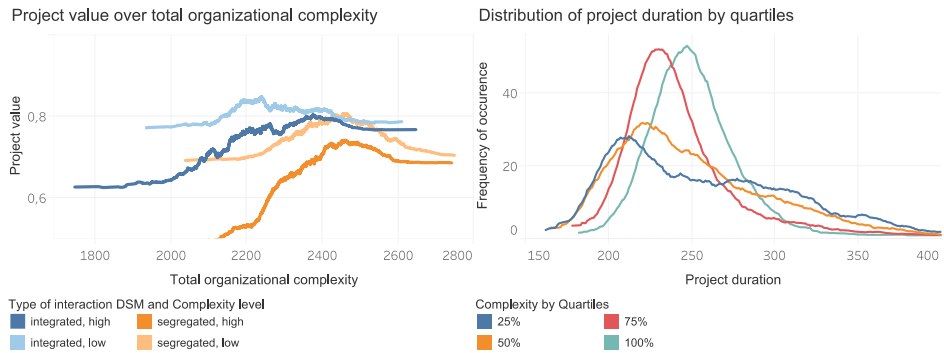 Project value over total organizational complexity
Project value
0,8
0,6
1800 2000 2200 2400 2600 2800
Total organizational complexity
Type of interaction DSM and Complexity level
integrated, high
segregated, high
integrated, low
segregated, low
Distribution of project duration by quartiles
Frequency of occurrence
40
20
0
150 200 250 300 350 400
Project duration
Complexity by Quartiles
25%
75%
50%
100%